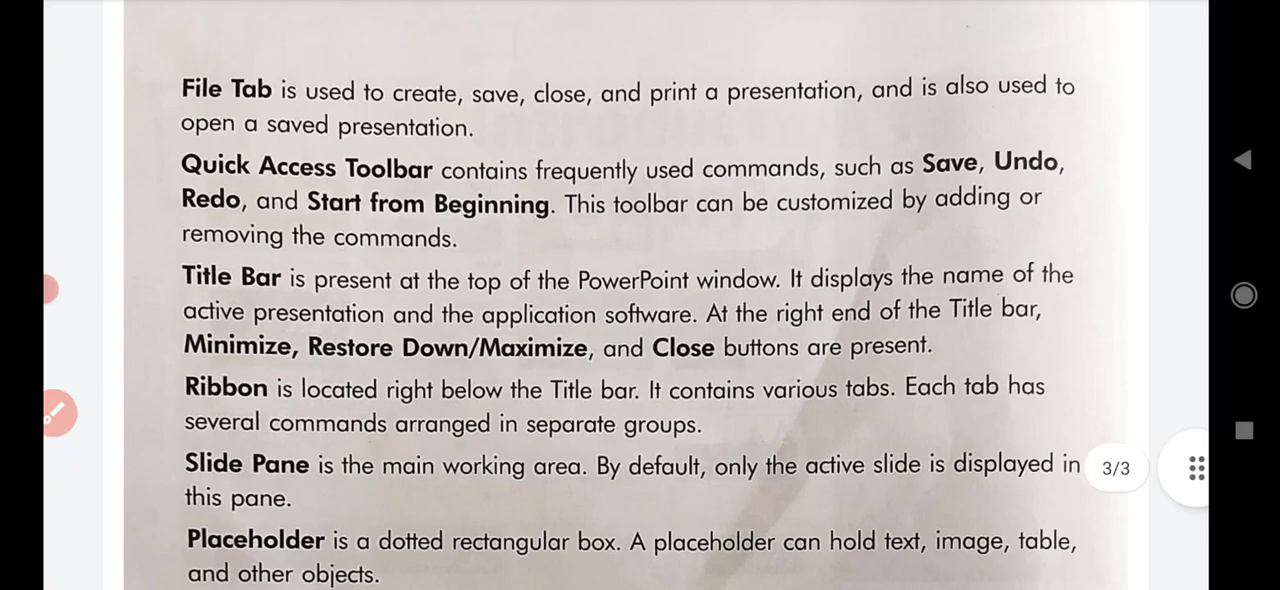 File Tab is used to create, save, close, and print a presentation, and is also used to
open a saved presentation.
Quick Access Toolbar contains frequently used commands, such as Save, Undo,
Redo, and Start from Beginning. This toolbar can be customized by adding or
removing the commands.
Title Bar is present at the top of the PowerPoint window. It displays the name of the
active presentation and the application software. At the right end of the Title bar,
Minimize, Restore Down/Maximize, and Close buttons are present.
Ribbon is located right below the Title bar. It contains various tabs. Each tab has
several commands arranged in separate groups.
Slide Pane is the main working area. By default, only the active slide is displayed in
this pane.
3/3
Placeholder is a dotted rectangular box. A placeholder can hold text, image, table,
and other objects.